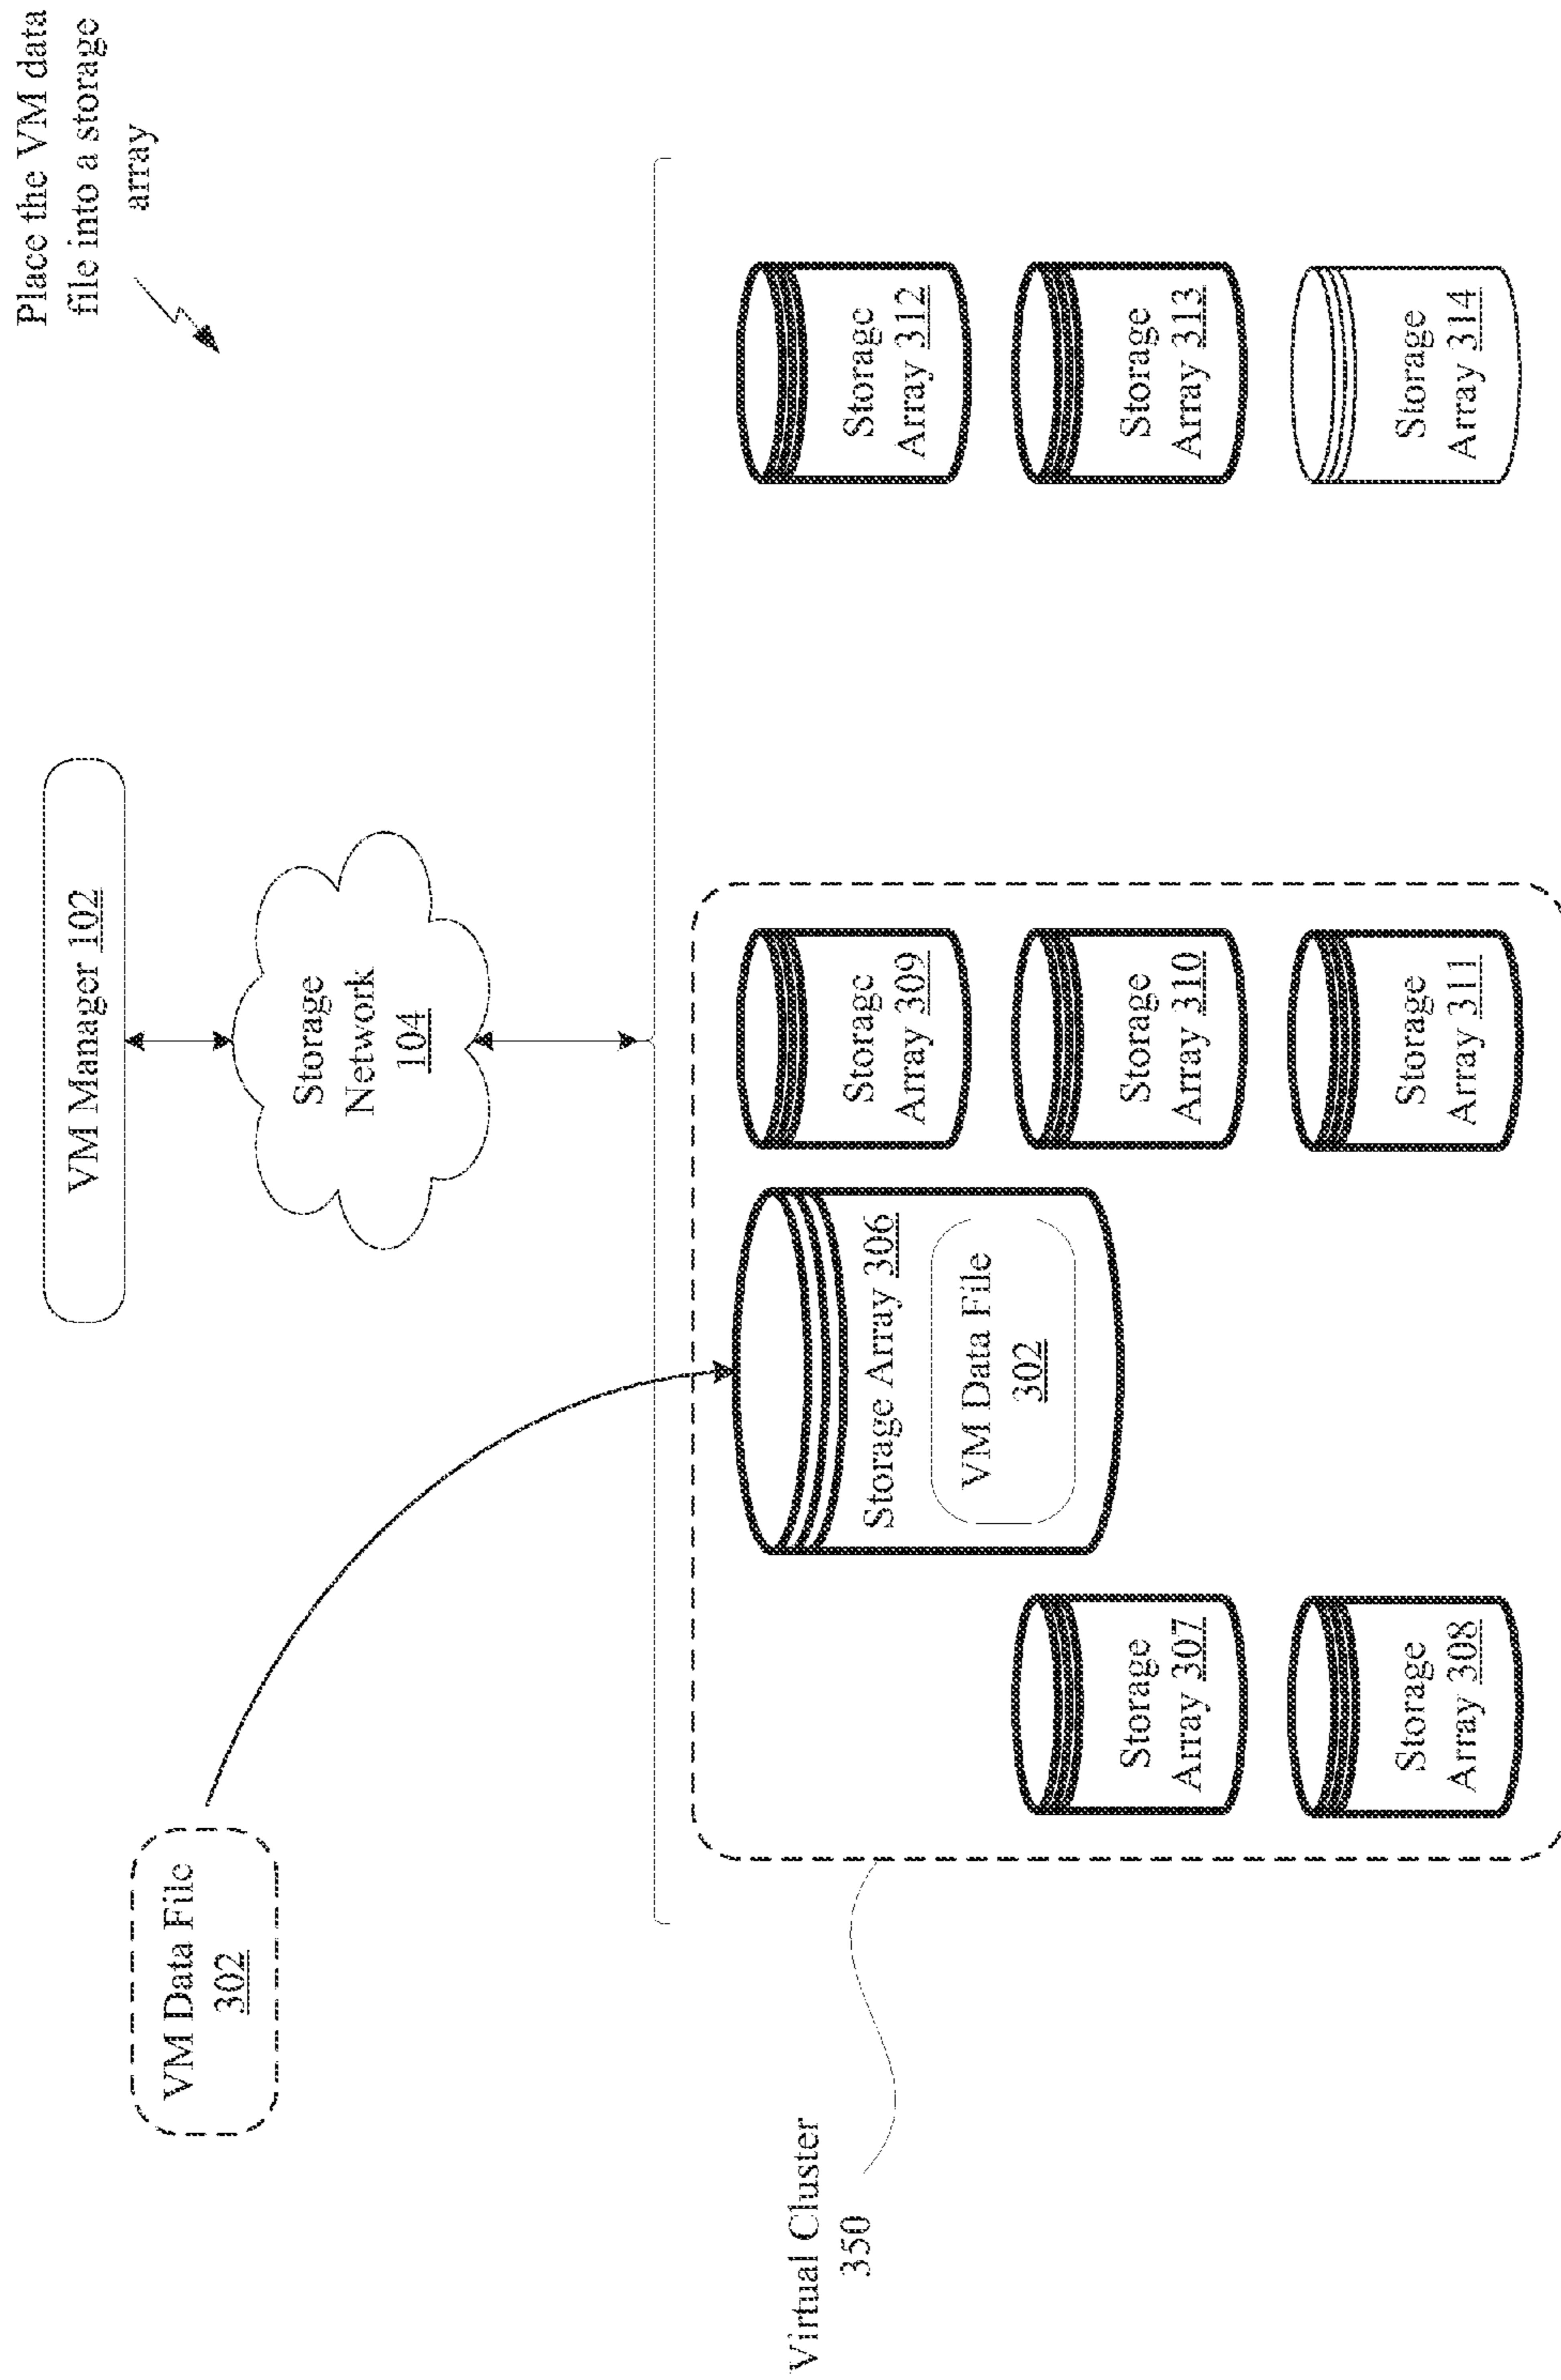 Place the VM data
file into a storage
array
VM Manager 102
Storage
Network
104
VM Data File
302
Virtual Cluster
350
Storage Array 306
VM Data File
302
Storage
Array 307
Storage
Array 308
Storage
Array 309
Storage
Array 310
Storage
Array 311
Storage
Array 312
Storage
Array 313
Storage
Array 314